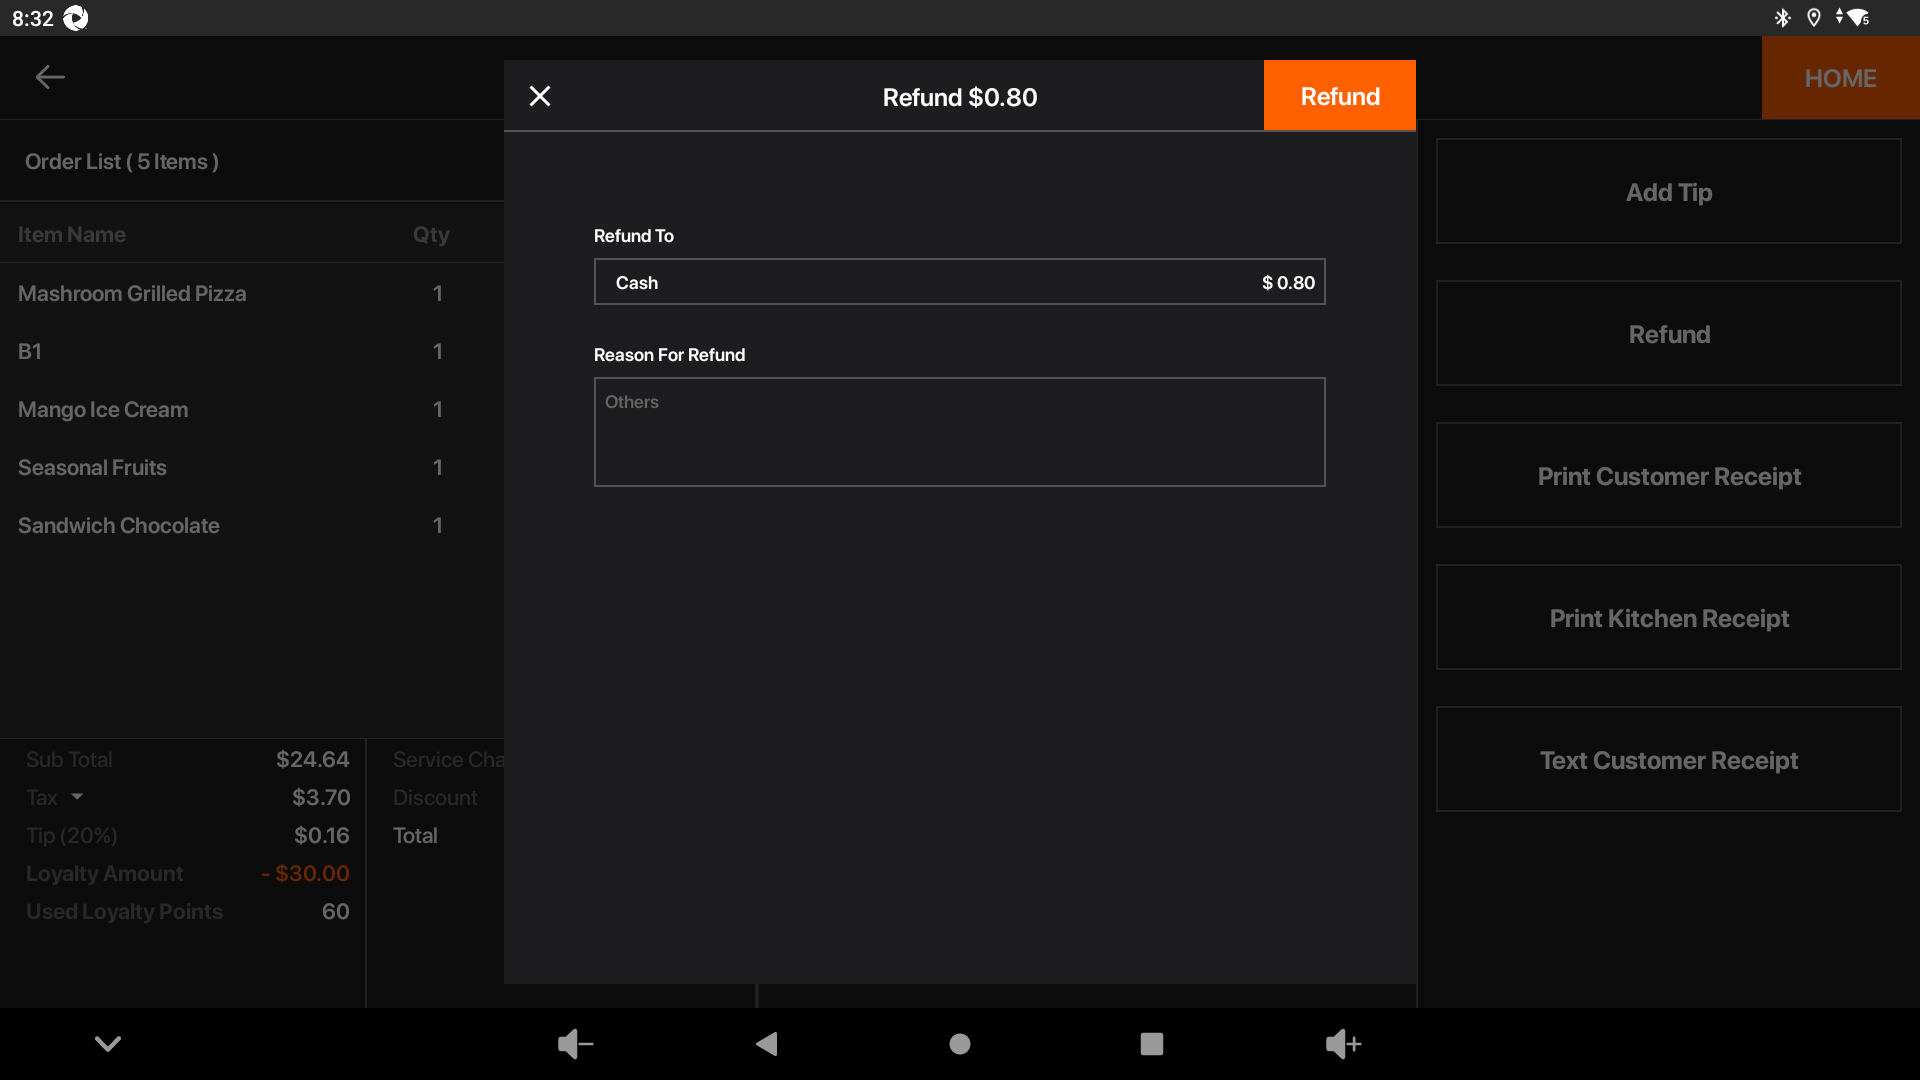 8:32
5
HOME
Refund $0.80
Refund
Order List ( 5 Items )
Item Name Qty
Mashroom Grilled Pizza 1
B1 1
Mango Ice Cream 1
Seasonal Fruits 1
Sandwich Chocolate 1
Refund To
Cash $ 0.80
Reason For Refund
Others
Add Tip
Refund
Print Customer Receipt
Print Kitchen Receipt
Text Customer Receipt
Sub Total $24.64
Tax $3.70
Tip (20%) $0.16
Loyalty Amount - $30.00
Used Loyalty Points 60
Service Cha
Discount
Total